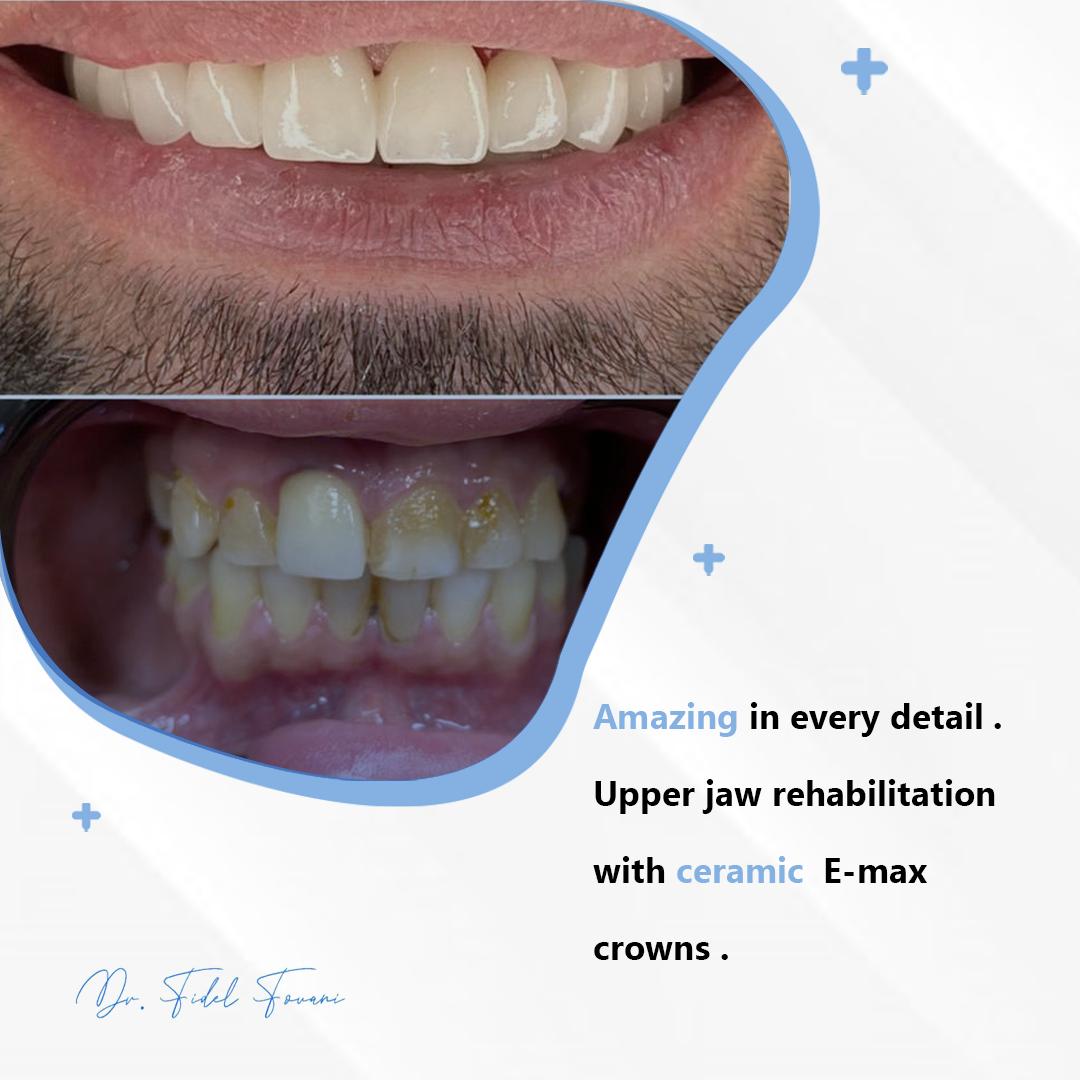 Amazing in every detail .
Upper jaw rehabilitation
with ceramic E-max
crowns .
Dr. Fidel Fovani